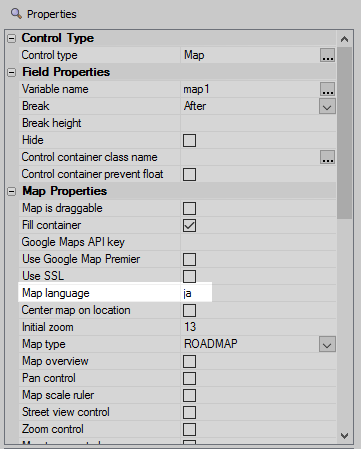 Properties
Control Type
Control type Map ...
Field Properties
Variable name map1 ...
Break After
Break height
Hide
Control container class name ...
Control container prevent float
Map Properties
Map is draggable
Fill container
Google Maps API key
Use Google Map Premier
Use SSL
Map language ja
Center map on location
Initial zoom 13
Map type ROADMAP
Map overview
Pan control
Map scale ruler
Street view control
Zoom control